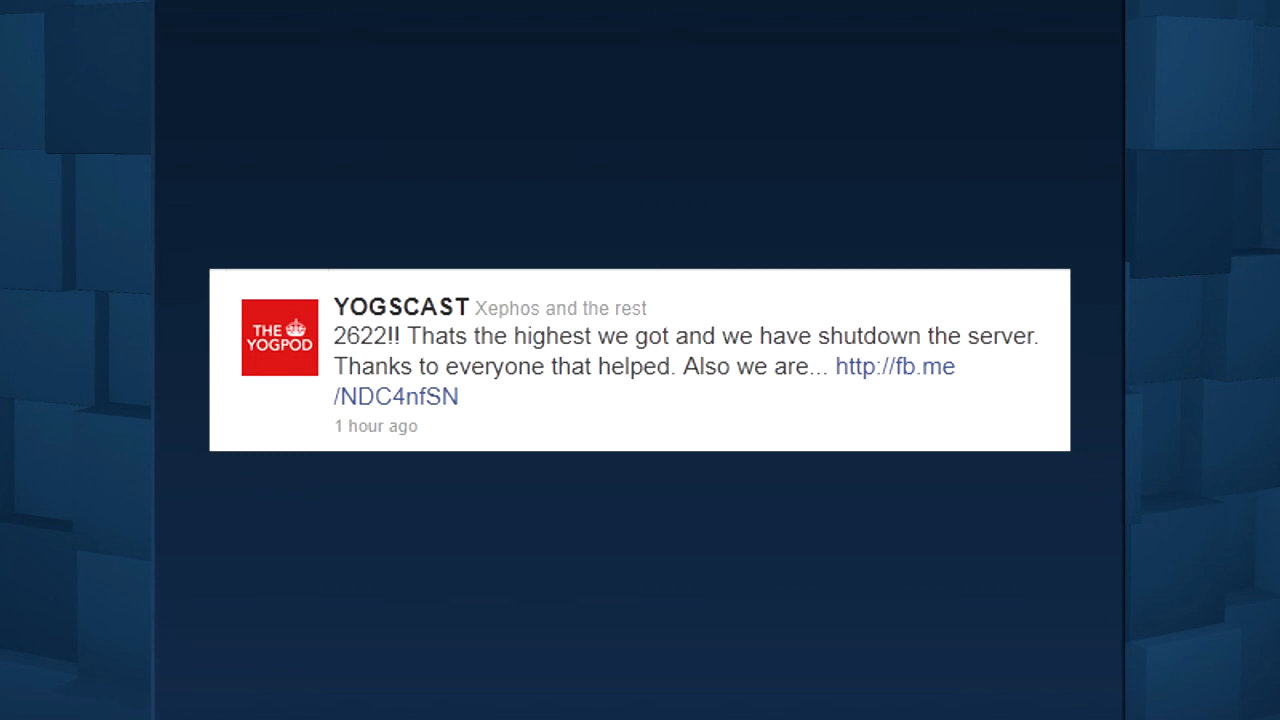 THE
YOGPOD
YOGSCAST Xephos and the rest
2622!! Thats the highest we got and we have shutdown the server.
Thanks to everyone that helped. Also we are... http://fb.me
/NDC4nfSN
1 hour ago